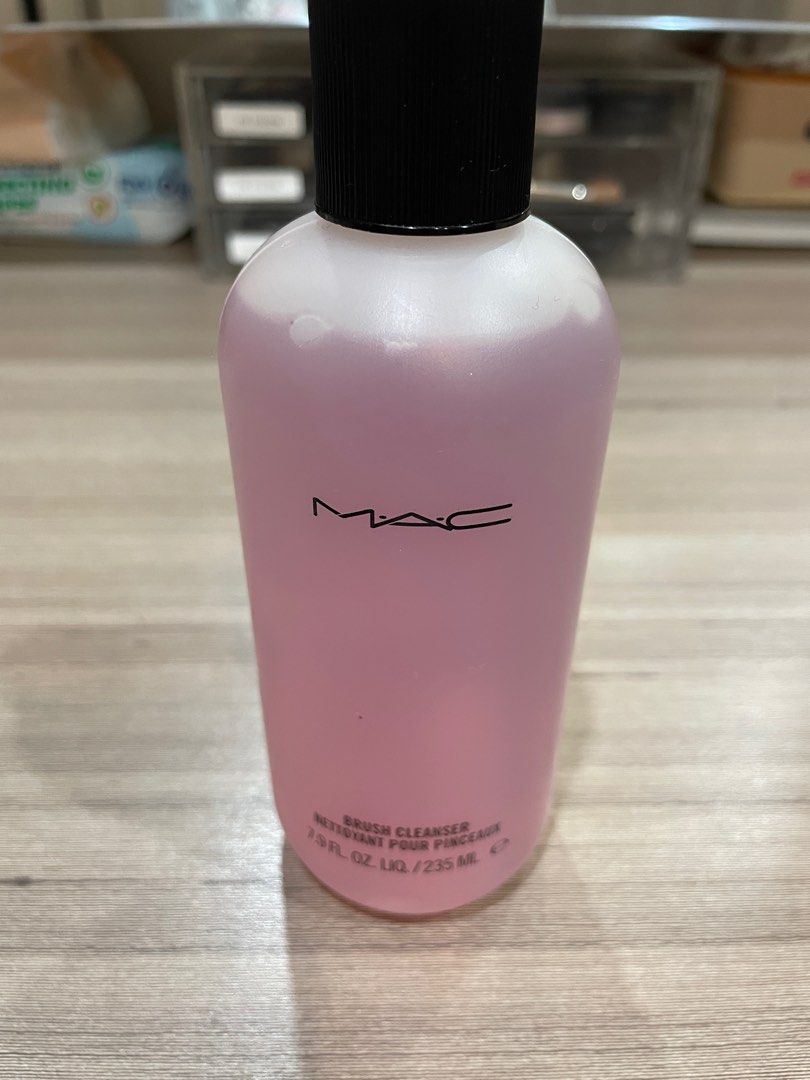 M·A·C
BRUSH CLEANSER
NETTOYANT POUR PINCEAUX
7.9 FL. OZ. LIQ. / 235 ML ℮